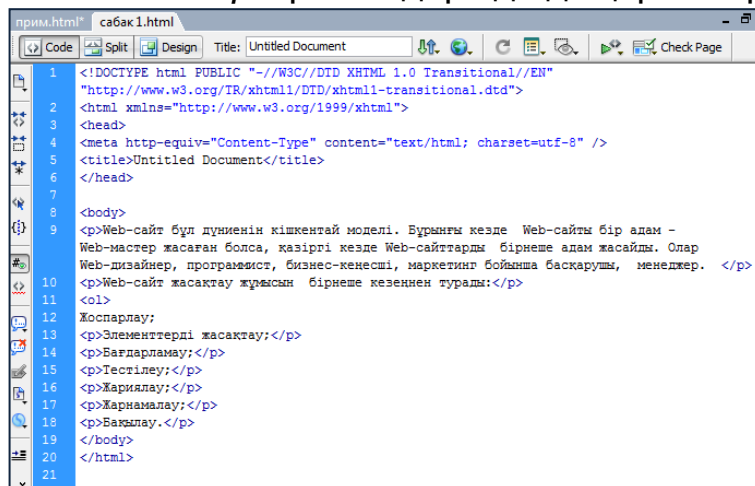 прим.html* сабак 1.html
Code Split Design Title: Untitled Document Check Page
1 <!DOCTYPE html PUBLIC "-//W3C//DTD XHTML 1.0 Transitional//EN"
"http://www.w3.org/TR/xhtml1/DTD/xhtml1-transitional.dtd">
2 <html xmlns="http://www.w3.org/1999/xhtml">
3 <head>
4 <meta http-equiv="Content-Type" content="text/html; charset=utf-8" />
5 <title>Untitled Document</title>
6 </head>
7
8 <body>
9 <p>Web-сайт бұл дүниенін кішкентай моделі. Бұрынғы кезде Web-сайты бір адам -
Web-мастер жасаған болса, қазіргі кезде Web-сайттарды бірнеше адам жасайды. Олар
Web-дизайнер, программист, бизнес-кеңесші, маркетинг бойынша басқарушы, менеджер. </p>
10 <p>Web-сайт жасақтау жұмысын бірнеше кезеңнен турады:</p>
11 <ol>
12 Жоспарлау;
13 <p>Элементтерді жасақтау;</p>
14 <p>Бағдарламау;</p>
15 <p>Тестілеу;</p>
16 <p>Жариялау;</p>
17 <p>Жарнамалау;</p>
18 <p>Бақылау.</p>
19 </body>
20 </html>
21